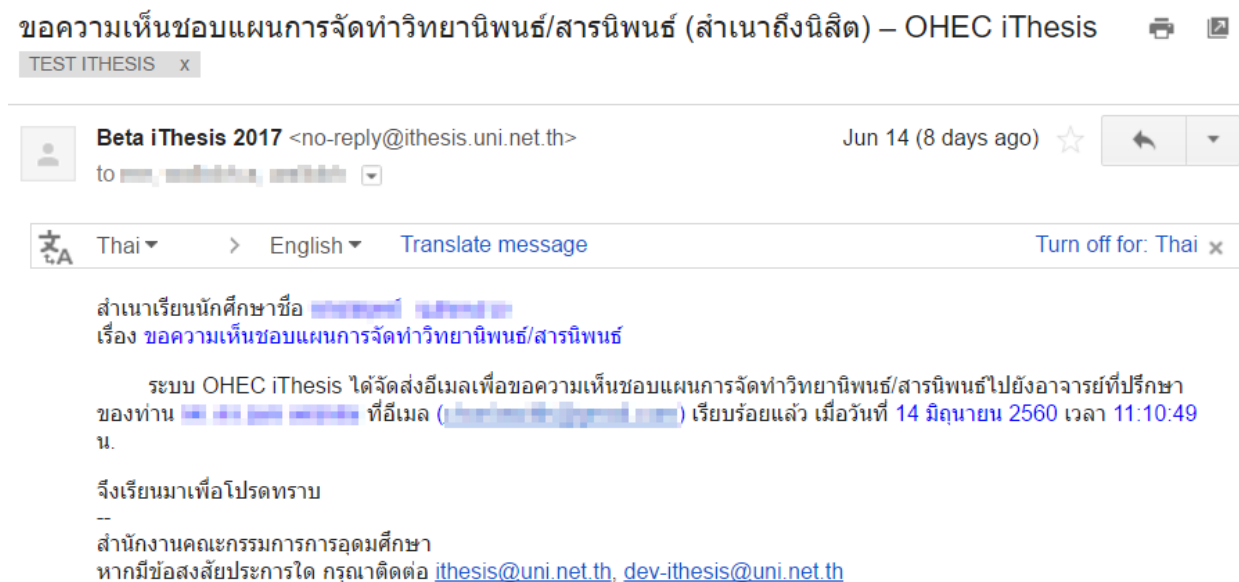 ขอความเห็นชอบแผนการจัดทำวิทยานิพนธ์/สารนิพนธ์ (สำเนาถึงนิสิต) – OHEC iThesis
TEST ITHESIS x
Beta iThesis 2017 <no-reply@ithesis.uni.net.th> Jun 14 (8 days ago)
to
Thai > English Translate message Turn off for: Thai x
สำเนาเรียนนักศึกษาชื่อ
เรื่อง ขอความเห็นชอบแผนการจัดทำวิทยานิพนธ์/สารนิพนธ์
ระบบ OHEC iThesis ได้จัดส่งอีเมลเพื่อขอความเห็นชอบแผนการจัดทำวิทยานิพนธ์/สารนิพนธ์ไปยังอาจารย์ที่ปรึกษา
ของท่าน ที่อีเมล ( ) เรียบร้อยแล้ว เมื่อวันที่ 14 มิถุนายน 2560 เวลา 11:10:49
น.
จึงเรียนมาเพื่อโปรดทราบ
--
สำนักงานคณะกรรมการการอุดมศึกษา
หากมีข้อสงสัยประการใด กรุณาติดต่อ ithesis@uni.net.th, dev-ithesis@uni.net.th